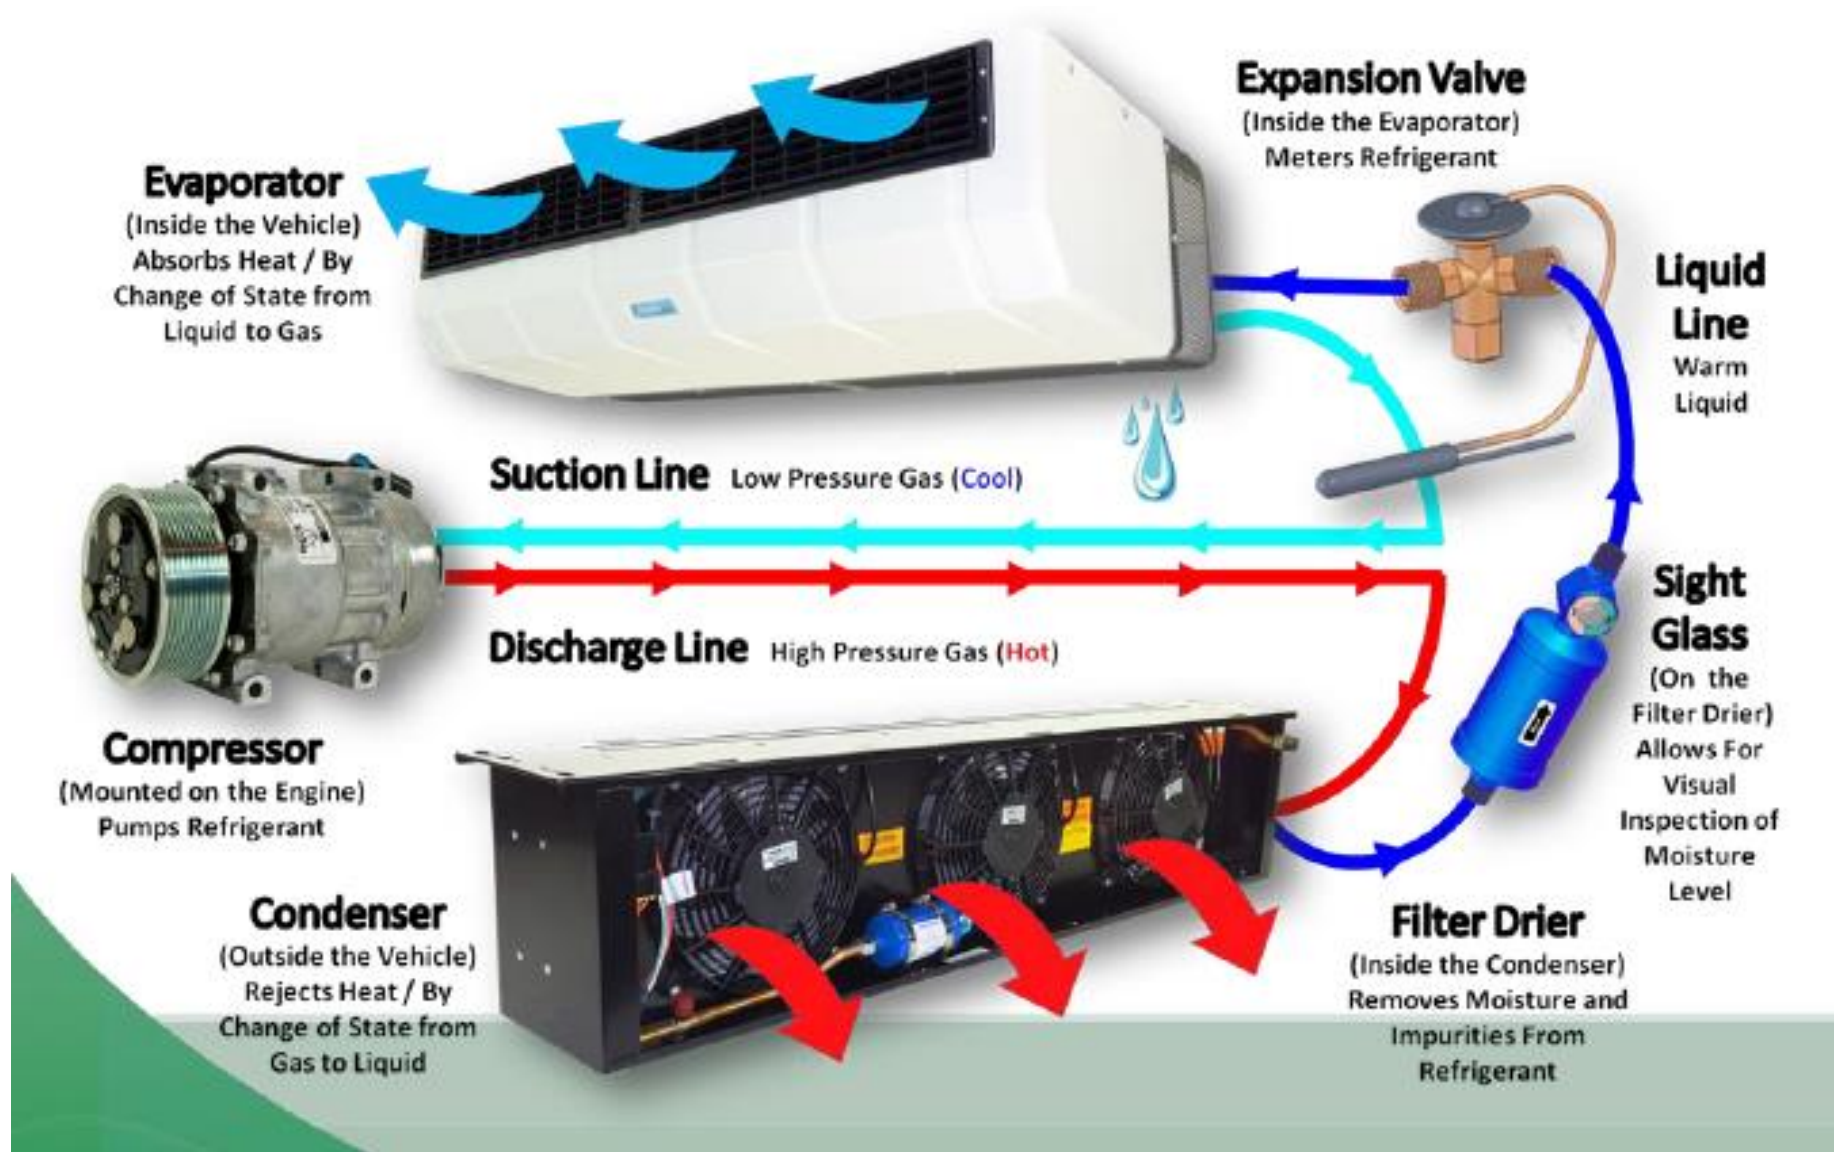 Expansion Valve
(Inside the Evaporator)
Meters Refrigerant
Evaporator
(Inside the Vehicle)
Absorbs Heat / By
Change of State from
Liquid to Gas
Liquid
Line
Warm
Liquid
Suction Line Low Pressure Gas (Cool)
Discharge Line High Pressure Gas (Hot)
Sight
Glass
(On the
Filter Drier)
Allows For
Visual
Inspection of
Moisture
Level
Compressor
(Mounted on the Engine)
Pumps Refrigerant
Condenser
(Outside the Vehicle)
Rejects Heat / By
Change of State from
Gas to Liquid
Filter Drier
(Inside the Condenser)
Removes Moisture and
Impurities From
Refrigerant